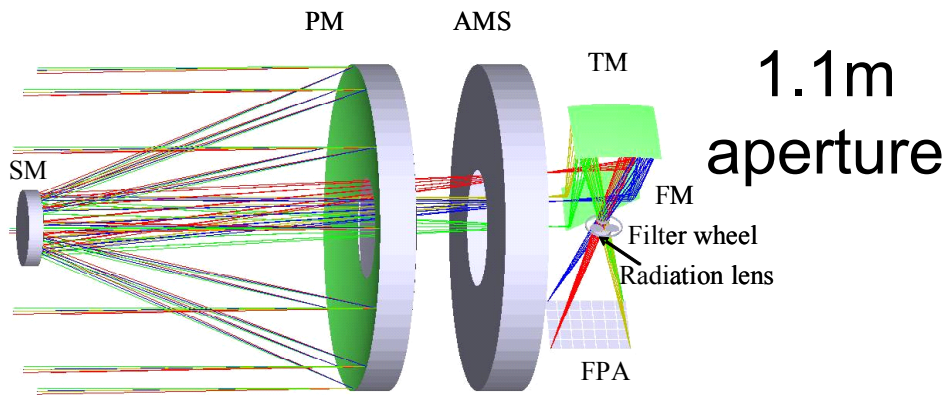 PM
AMS
TM
1.1m
aperture
SM
FM
Filter wheel
Radiation lens
FPA